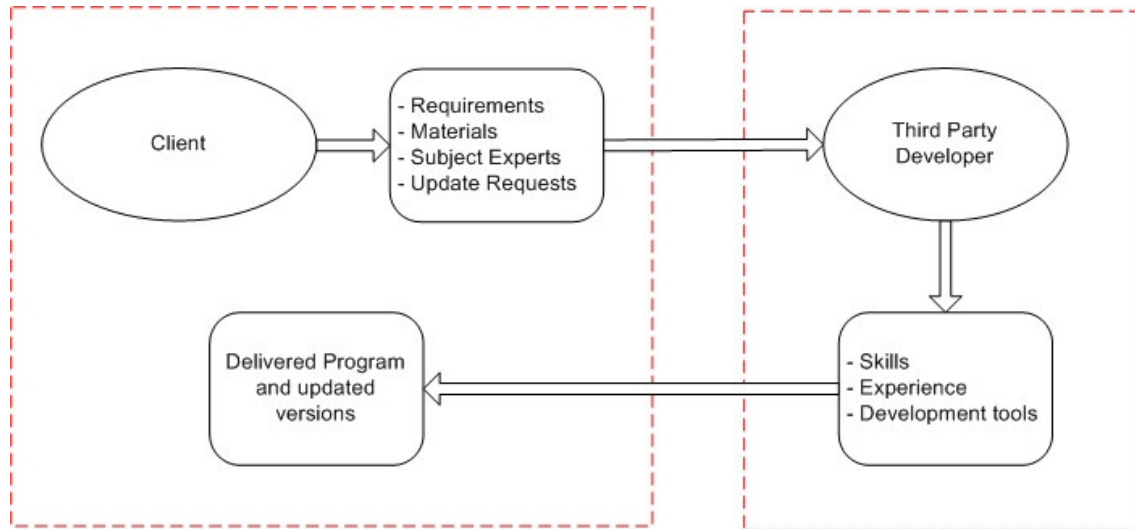 Client
- Requirements
- Materials
- Subject Experts
- Update Requests
Third Party
Developer
Delivered Program
and updated
versions
- Skills
- Experience
- Development tools